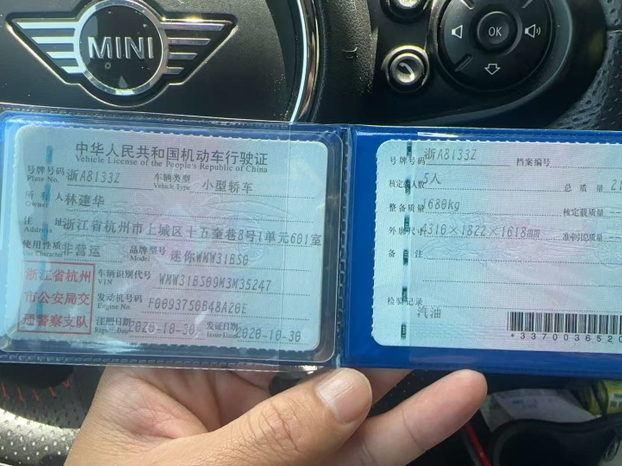 MINI
OK
中华人民共和国机动车行驶证
Vehicle License of the People's Republic of China
号牌号码 浙A8133Z 车辆类型 小型轿车
Plate No. Vehicle Type
所有人 林建华
Owner
住址 浙江省杭州市上城区十五奎巷8号1单元601室
Address
使用性质 非营运 品牌型号 迷你WMW31BS0
Model
浙江省杭州
市公安局交
通警察支队
车辆识别代号 WMW31BS09M3M35247
VIN
发动机号码 F0093750B48A20E
Engine No.
注册日期 2020-10-30 发证日期 2020-10-30
Issue Date
号牌号码 浙A8133Z 档案编号
核定载人数 5人 总质量
整备质量 1680kg 核定载质量
外廓尺寸 4316×1822×1618 准牵引总质量
备注
检验记录
汽油
*33700036520